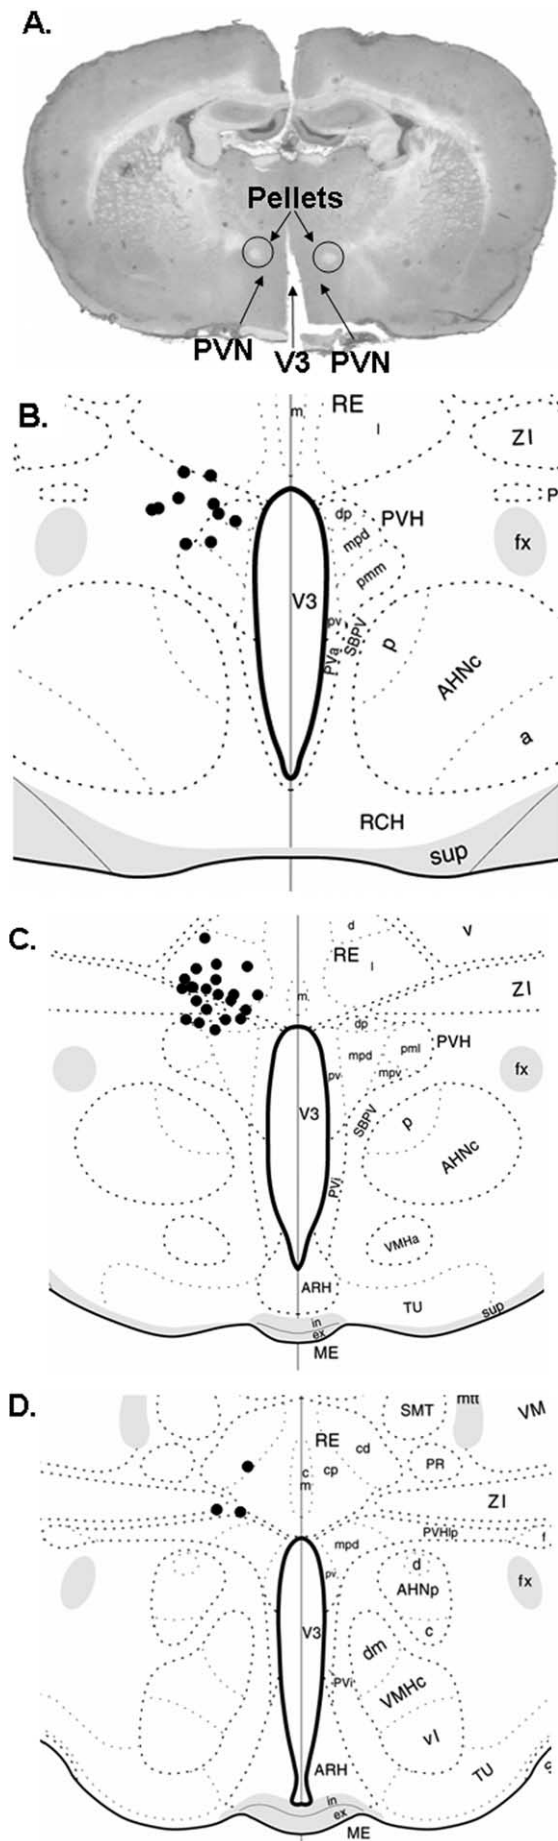 A.
Pellets
PVN V3 PVN
B.
m. RE
l
ZI
P
dp
PVH
mpd
fx
pmm
V3
pv
SBPV
p
PVa
AHNc
a
RCH
sup
C.
d
v
RE
l
m.
ZI
dp
mpd
pml
PVH
pv
mpv
fx
V3
SBPV
p
AHNc
PVi
VMHa
ARH
TU
sup
in
ex
ME
D.
SMT
mtt
VM
RE
cd
c
cp
PR
m
ZI
PVHlp
f
mpd
d
pv
AHNp
fx
c
V3
dm
PVi
VMHc
vl
ARH
TU
in
ex
ME